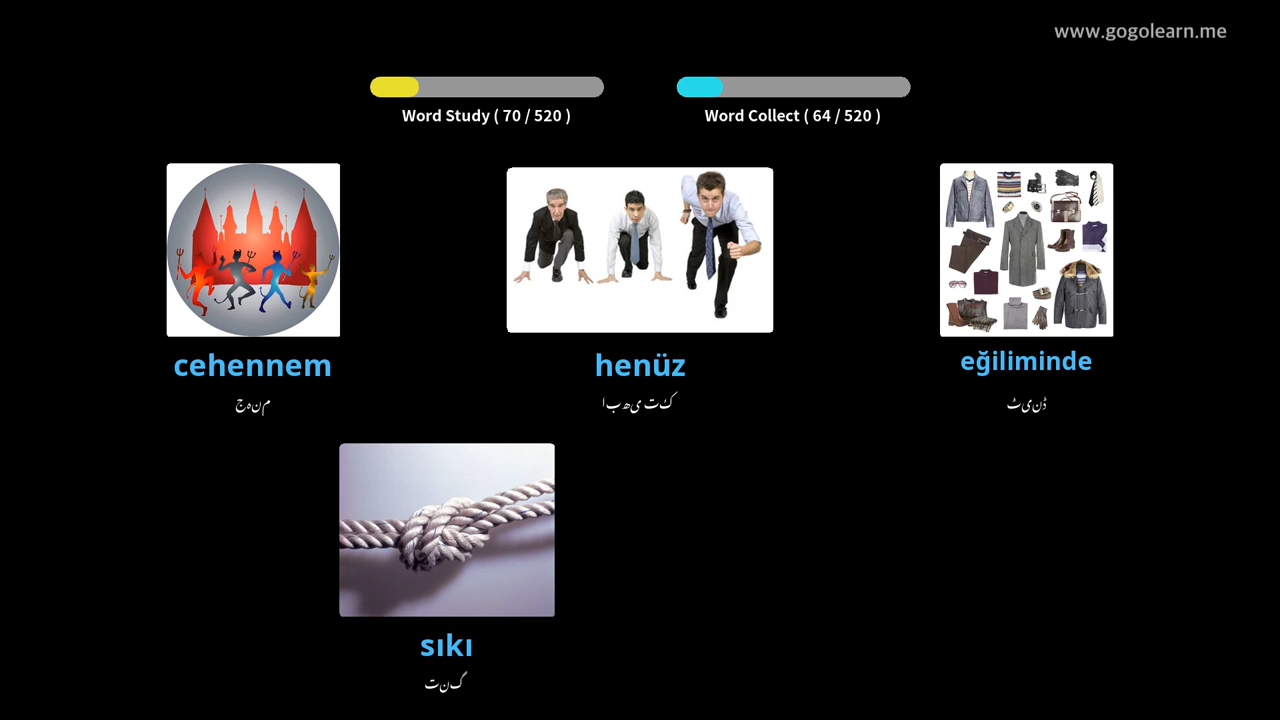 www.gogolearn.me
Word Study ( 70 / 520 )
Word Collect ( 64 / 520 )
cehennem
جہنم
henüz
ابھی تک
eğiliminde
ٹینڈ
sıkı
تنگ